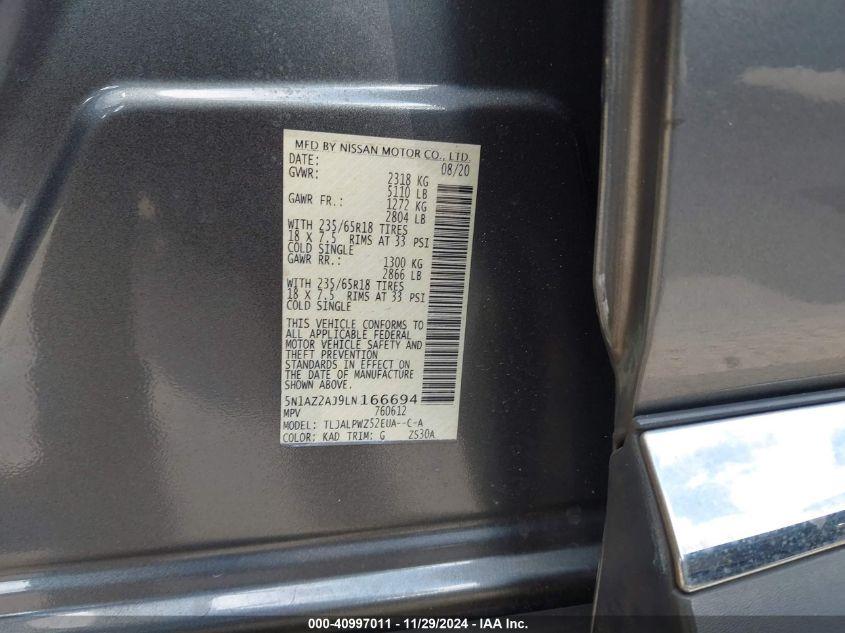 MFD BY NISSAN MOTOR CO., LTD.
DATE: 08/20
GVWR: 2318 KG
5110 LB
GAWR FR.: 1272 KG
2804 LB
WITH 235/65R18 TIRES
18 X 7.5 RIMS AT 33 PSI
COLD SINGLE
GAWR RR.: 1300 KG
2866 LB
WITH 235/65R18 TIRES
18 X 7.5 RIMS AT 33 PSI
COLD SINGLE
THIS VEHICLE CONFORMS TO
ALL APPLICABLE FEDERAL
MOTOR VEHICLE SAFETY AND
THEFT PREVENTION
STANDARDS IN EFFECT ON
THE DATE OF MANUFACTURE
SHOWN ABOVE.
5N1AZ2AJ9LN166694
MPV 760612
MODEL: TLJALPWZ52EUA--C-A
COLOR: KAD TRIM: G ZS30A
000-40997011 - 11/29/2024 - IAA Inc.